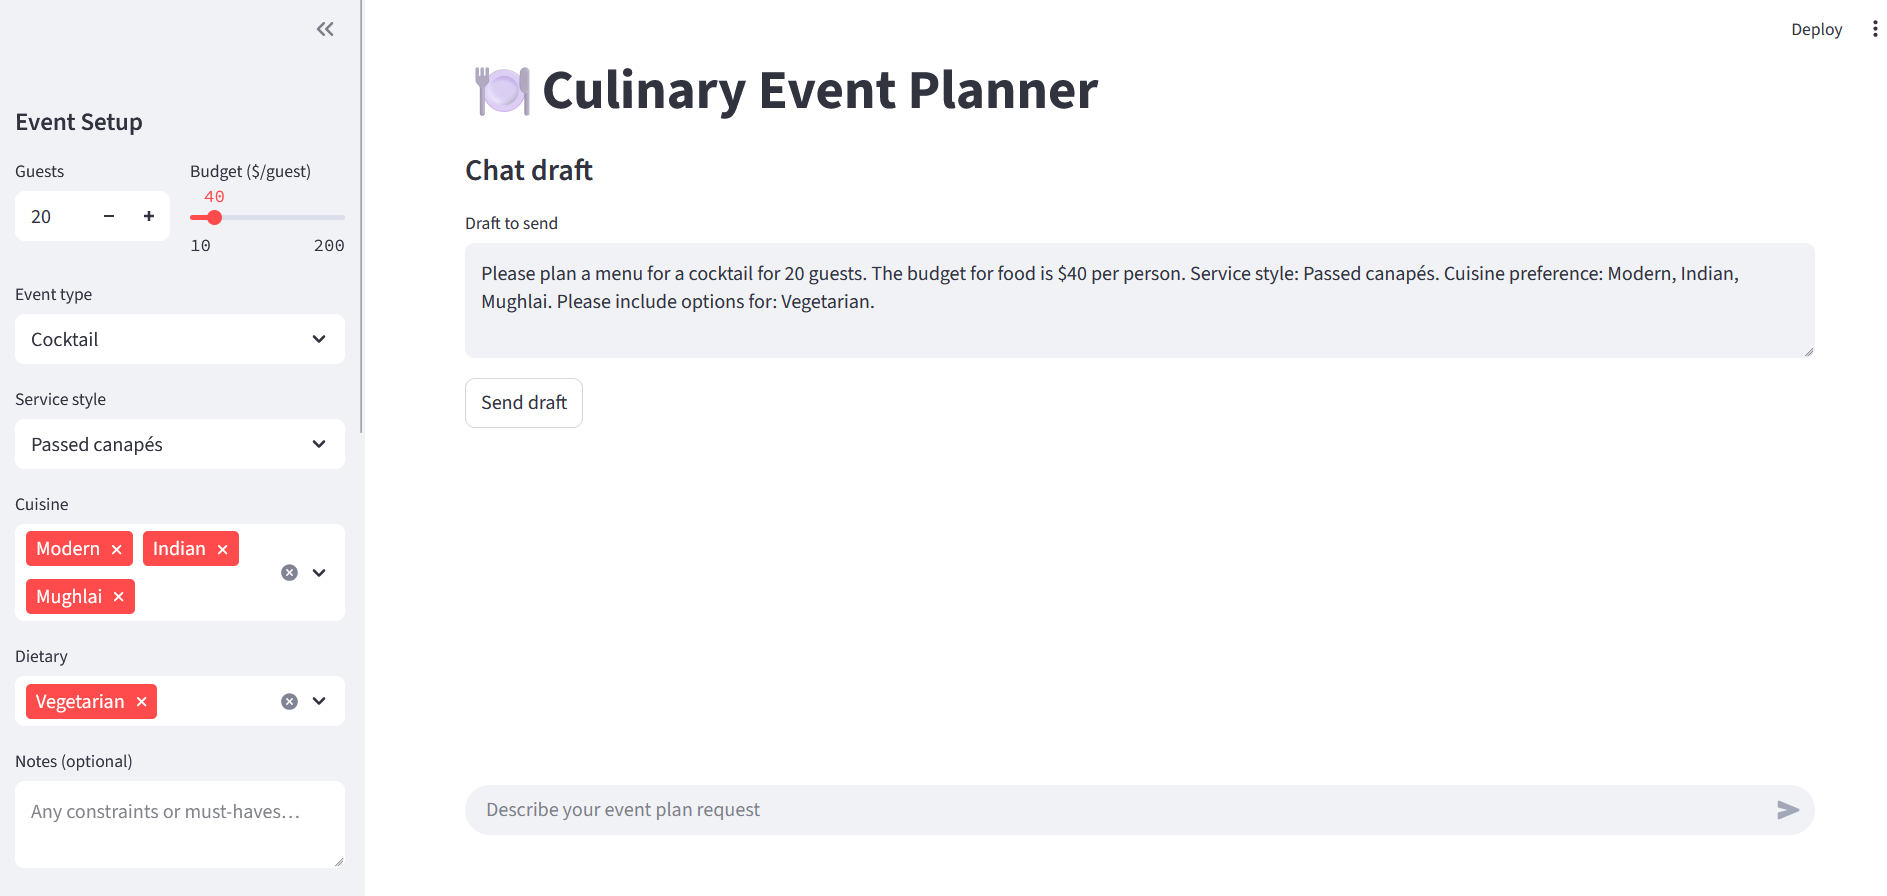 Deploy
Event Setup
Guests
20
Budget ($/guest)
40
10
200
Event type
Cocktail
Service style
Passed canapés
Cuisine
Modern
Indian
Mughlai
Dietary
Vegetarian
Notes (optional)
Any constraints or must-haves…
Culinary Event Planner
Chat draft
Draft to send
Please plan a menu for a cocktail for 20 guests. The budget for food is $40 per person. Service style: Passed canapés. Cuisine preference: Modern, Indian,
Mughlai. Please include options for: Vegetarian.
Send draft
Describe your event plan request